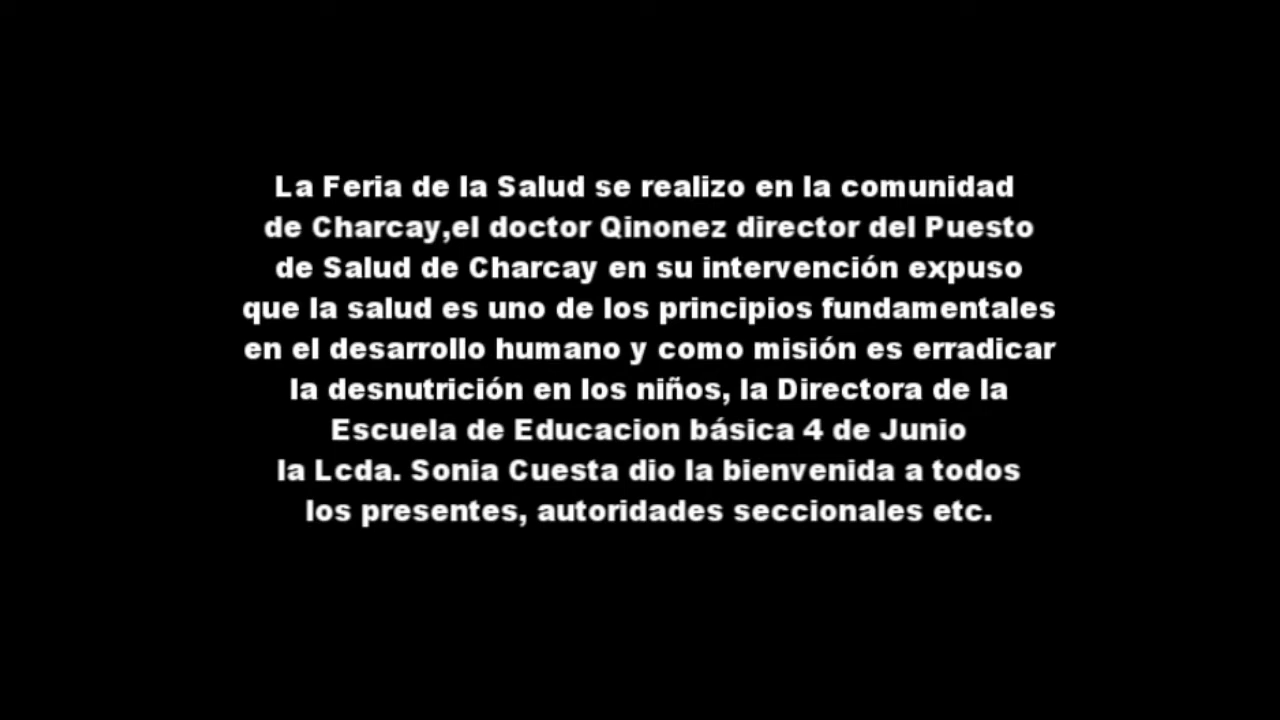 La Feria de la Salud se realizo en la comunidad
de Charcay,el doctor Qinonez director del Puesto
de Salud de Charcay en su intervención expuso
que la salud es uno de los principios fundamentales
en el desarrollo humano y como misión es erradicar
la desnutrición en los niños, la Directora de la
Escuela de Educacion básica 4 de Junio
la Lcda. Sonia Cuesta dio la bienvenida a todos
los presentes, autoridades seccionales etc.